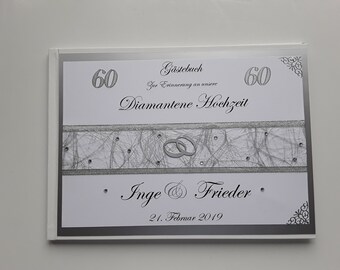 Gästebuch
60 Zur Erinnerung an unsere 60
Diamantene Hochzeit
Inge & Frieder
21. Februar 2019